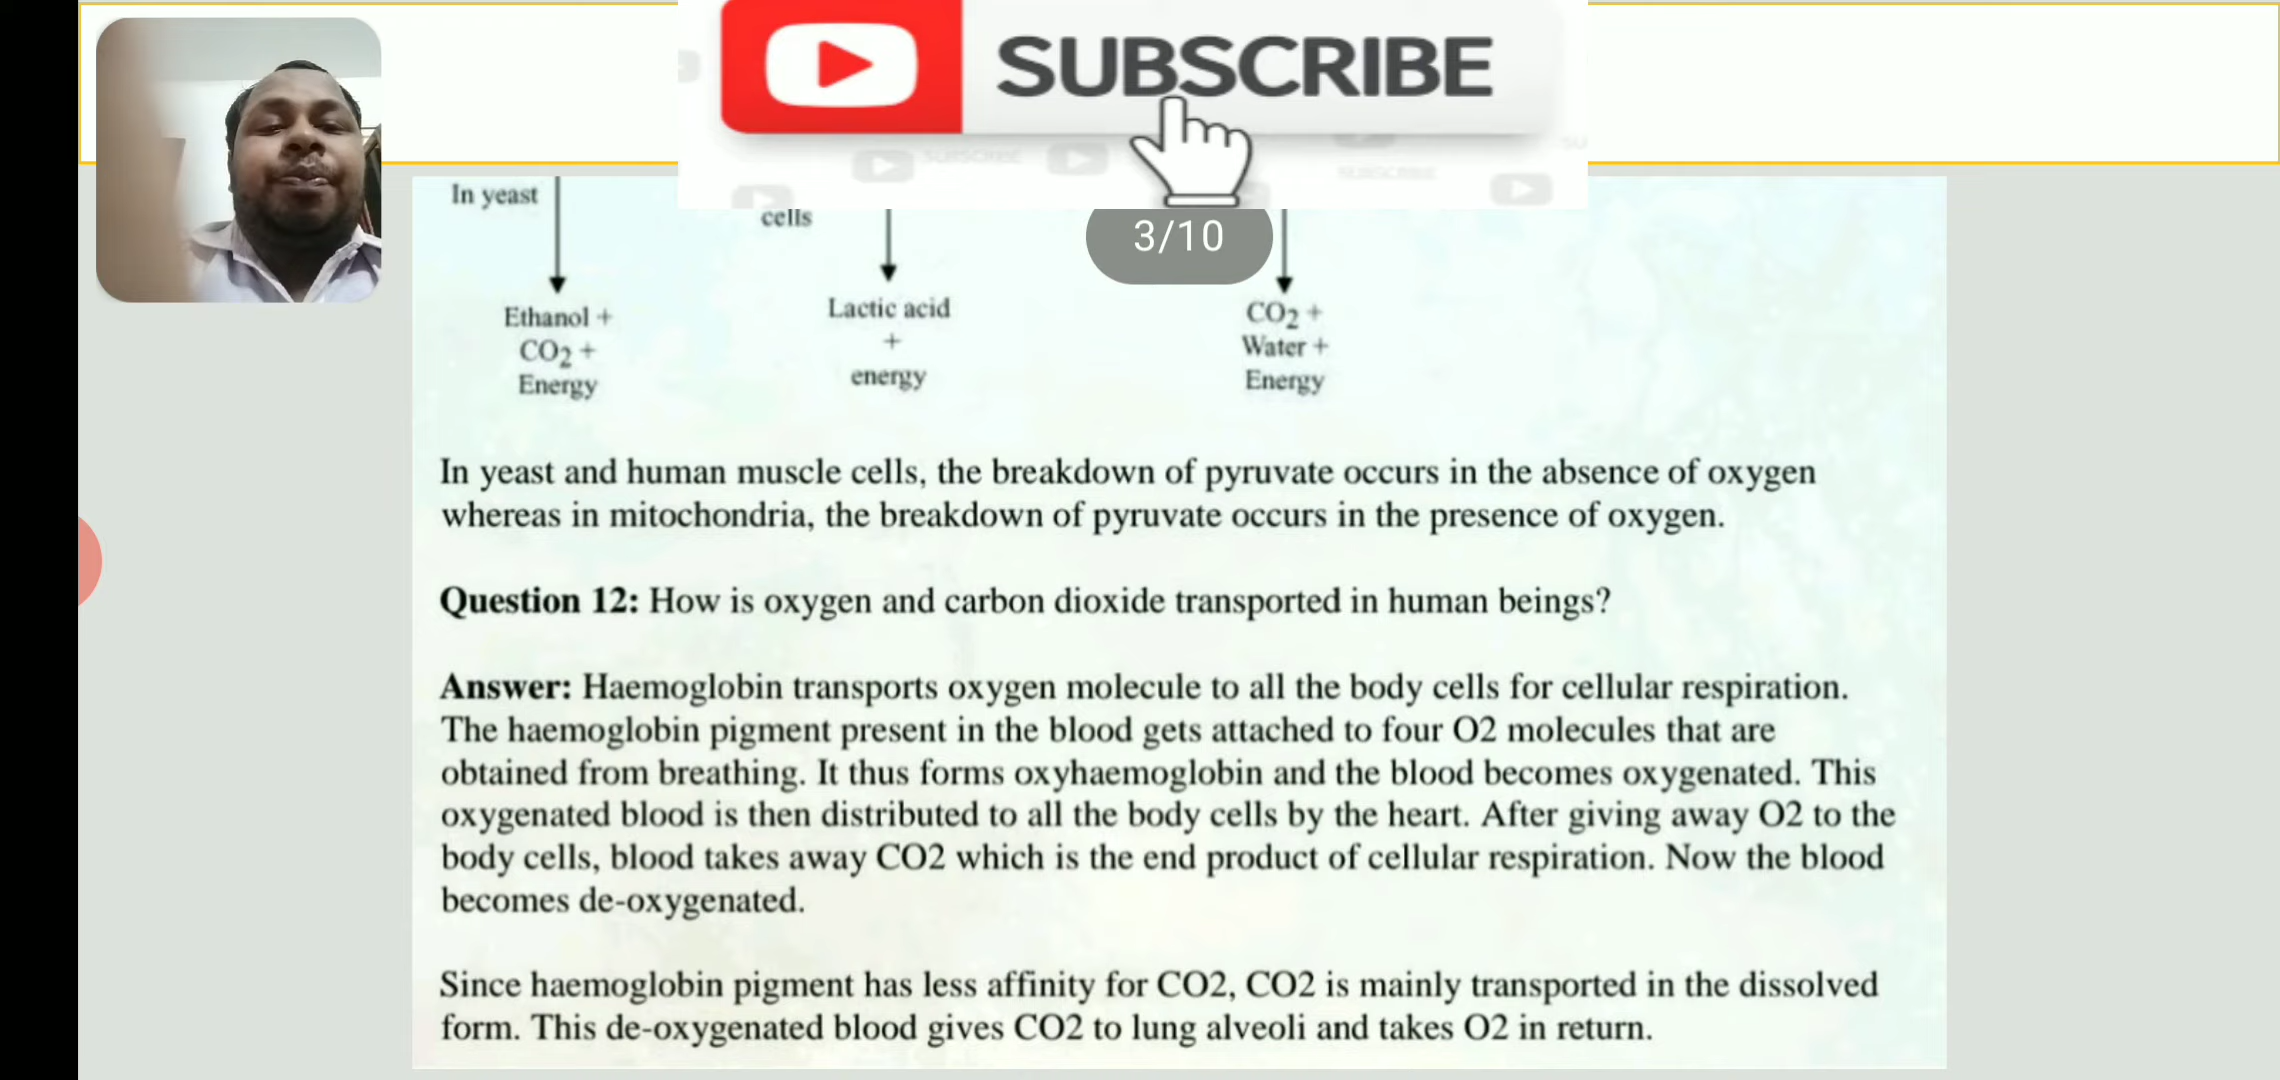 SUBSCRIBE
In yeast
cells
3/10
Ethanol +
CO2 +
Energy
Lactic acid
+
energy
CO2 +
Water +
Energy
In yeast and human muscle cells, the breakdown of pyruvate occurs in the absence of oxygen
whereas in mitochondria, the breakdown of pyruvate occurs in the presence of oxygen.
Question 12: How is oxygen and carbon dioxide transported in human beings?
Answer: Haemoglobin transports oxygen molecule to all the body cells for cellular respiration.
The haemoglobin pigment present in the blood gets attached to four O2 molecules that are
obtained from breathing. It thus forms oxyhaemoglobin and the blood becomes oxygenated. This
oxygenated blood is then distributed to all the body cells by the heart. After giving away O2 to the
body cells, blood takes away CO2 which is the end product of cellular respiration. Now the blood
becomes de-oxygenated.
Since haemoglobin pigment has less affinity for CO2, CO2 is mainly transported in the dissolved
form. This de-oxygenated blood gives CO2 to lung alveoli and takes O2 in return.